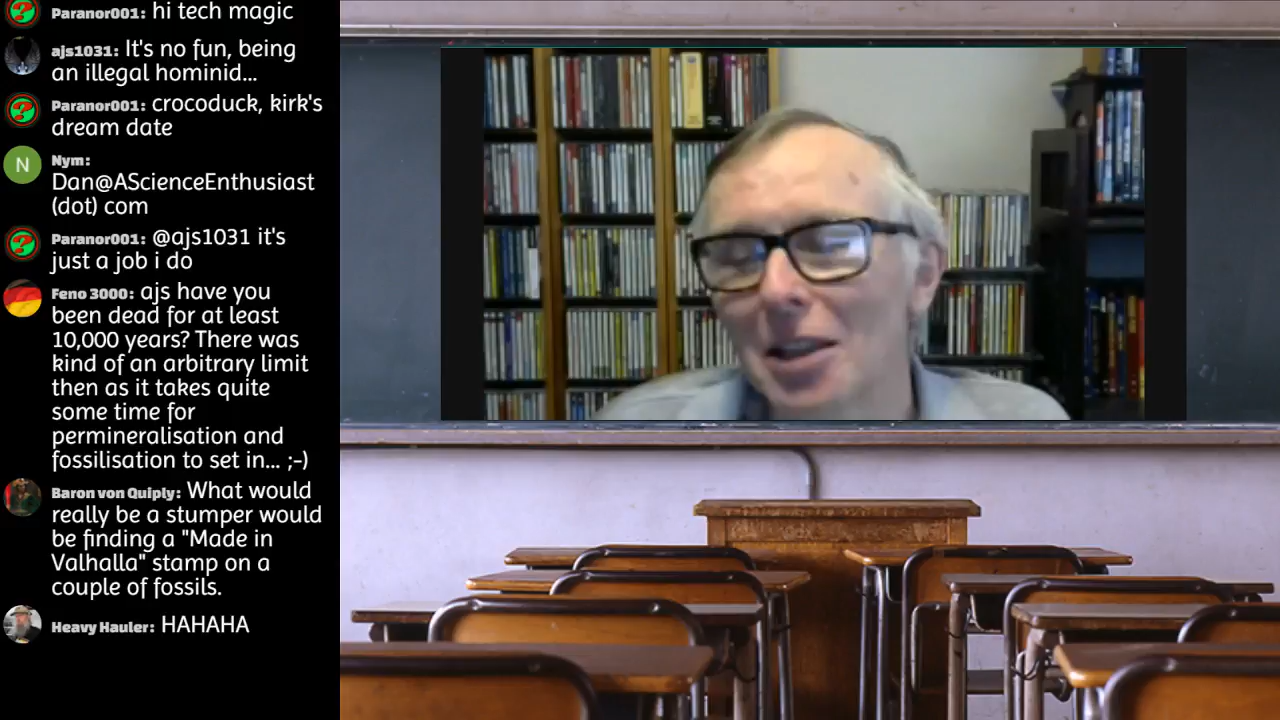 Paranor001: hi tech magic
ajs1031: It's no fun, being
an illegal hominid...
Paranor001: crocoduck, kirk's
dream date
Nym:
Dan@AScienceEnthusiast
(dot) com
N
Paranor001: @ajs1031 it's
just a job i do
Feno 3000: ajs have you
been dead for at least
10,000 years? There was
kind of an arbitrary limit
then as it takes quite
some time for
permineralisation and
fossilisation to set in... ;-)
Baron von Quiply: What would
really be a stumper would
be finding a "Made in
Valhalla" stamp on a
couple of fossils.
Heavy Hauler: HAHAHA